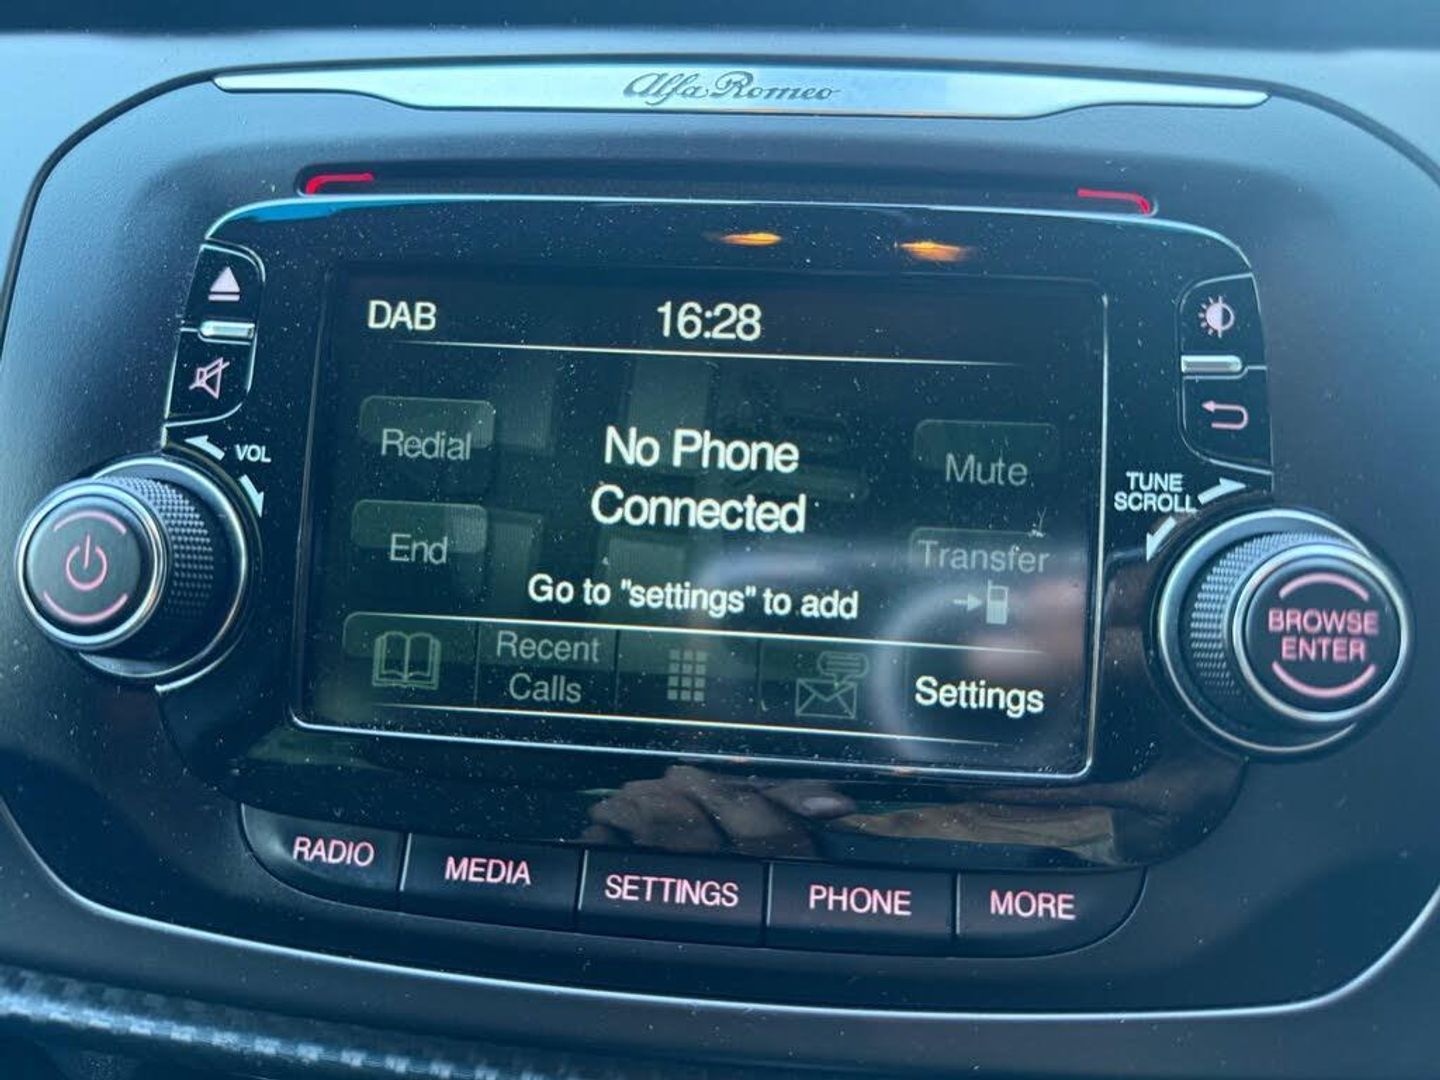 Alfa Romeo
DAB
16:28
VOL
Redial
No Phone
Connected
Mute
TUNE
SCROLL
End
Transfer
Go to "settings" to add
Recent
Calls
Settings
BROWSE
ENTER
RADIO
MEDIA
SETTINGS
PHONE
MORE